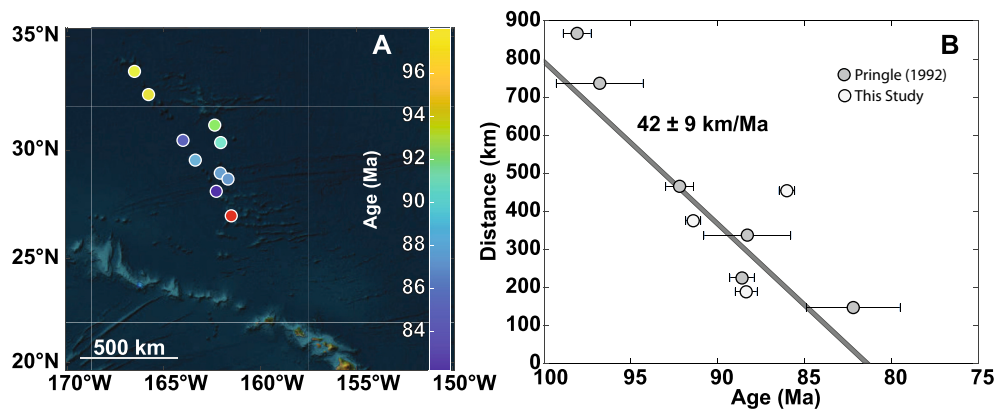 A
35°N
30°N
25°N
20°N
170°W
165°W
160°W
155°W
150°W
500 km
Age (Ma)
96
94
92
90
88
86
84
B
Distance (km)
900
800
700
600
500
400
300
200
100
0
100
95
90
85
80
75
Age (Ma)
Pringle (1992)
This Study
42 ± 9 km/Ma